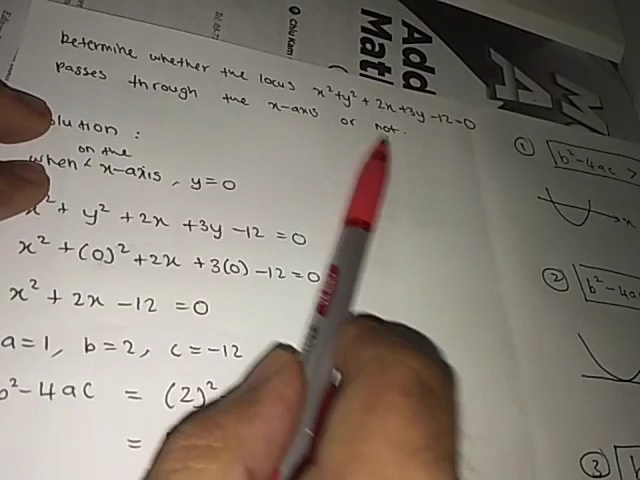 Determine whether the locus x²+y²+2x+3y-12=0
passes through the x-axis or not.
lution :
on the
when ^ x-axis, y=0
x² + y² + 2x + 3y - 12 = 0
x² + (0)² + 2x + 3(0) - 12 = 0
x² + 2x - 12 = 0
a=1, b=2, c=-12
b²-4ac = (2)²
=
Add
Mat
Chiu Kam
M
A
① b²-4ac >
x
② b²-4a
③ b